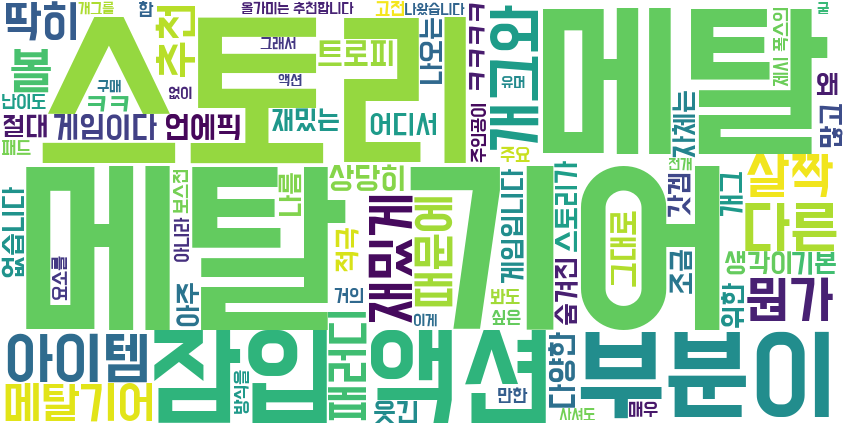 개그를
함
올가미는 추천합니다
고전
나왔습니다
굴
딱히
추천
스토리
그래서
트로피
나오는
ㅋㅋㅋㅋ
개그와
메탈
제시 폭스의
볼
액션
유머
왜
난이도
구매
ㅋㅋ
없이
절대
게임이다
언에픽
재밌는
어디서
주인공이
자체는
많고
패드
주요
전개
없습니다
메탈 기어
보스전
나름
상당히
재밌게
때문에
게임입니다
스토리가
그대로
갓겜
개그
살짝
다른
아니라
적극
요소를
조금
생각이
기본
아주
거인
이게
봐도
싶은
숨겨진
위한
뭔가
아이템
잠입
패러디
액션
다양한
부분이
메탈기어
방식을
웃긴
만한
사셔도
매우